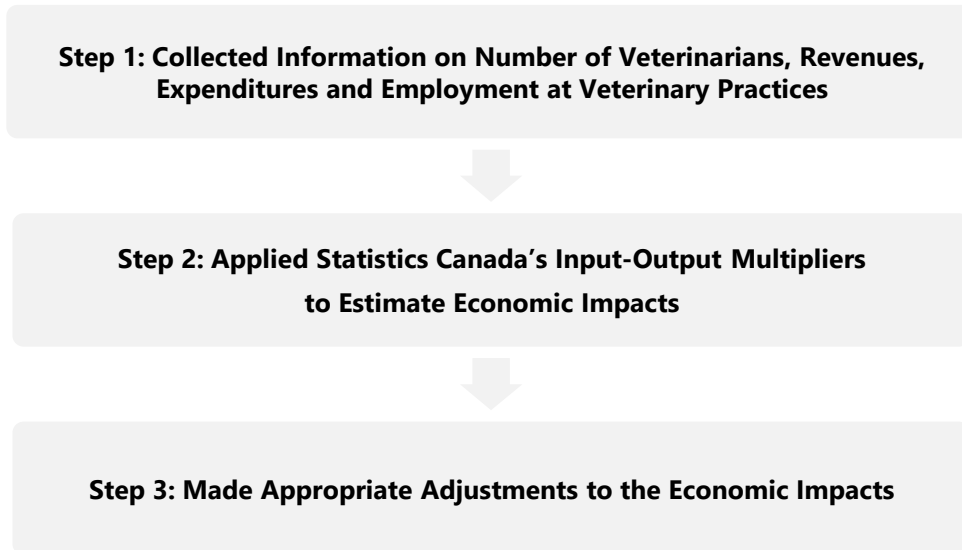 Step 1: Collected Information on Number of Veterinarians, Revenues,
Expenditures and Employment at Veterinary Practices
Step 2: Applied Statistics Canada’s Input-Output Multipliers
to Estimate Economic Impacts
Step 3: Made Appropriate Adjustments to the Economic Impacts